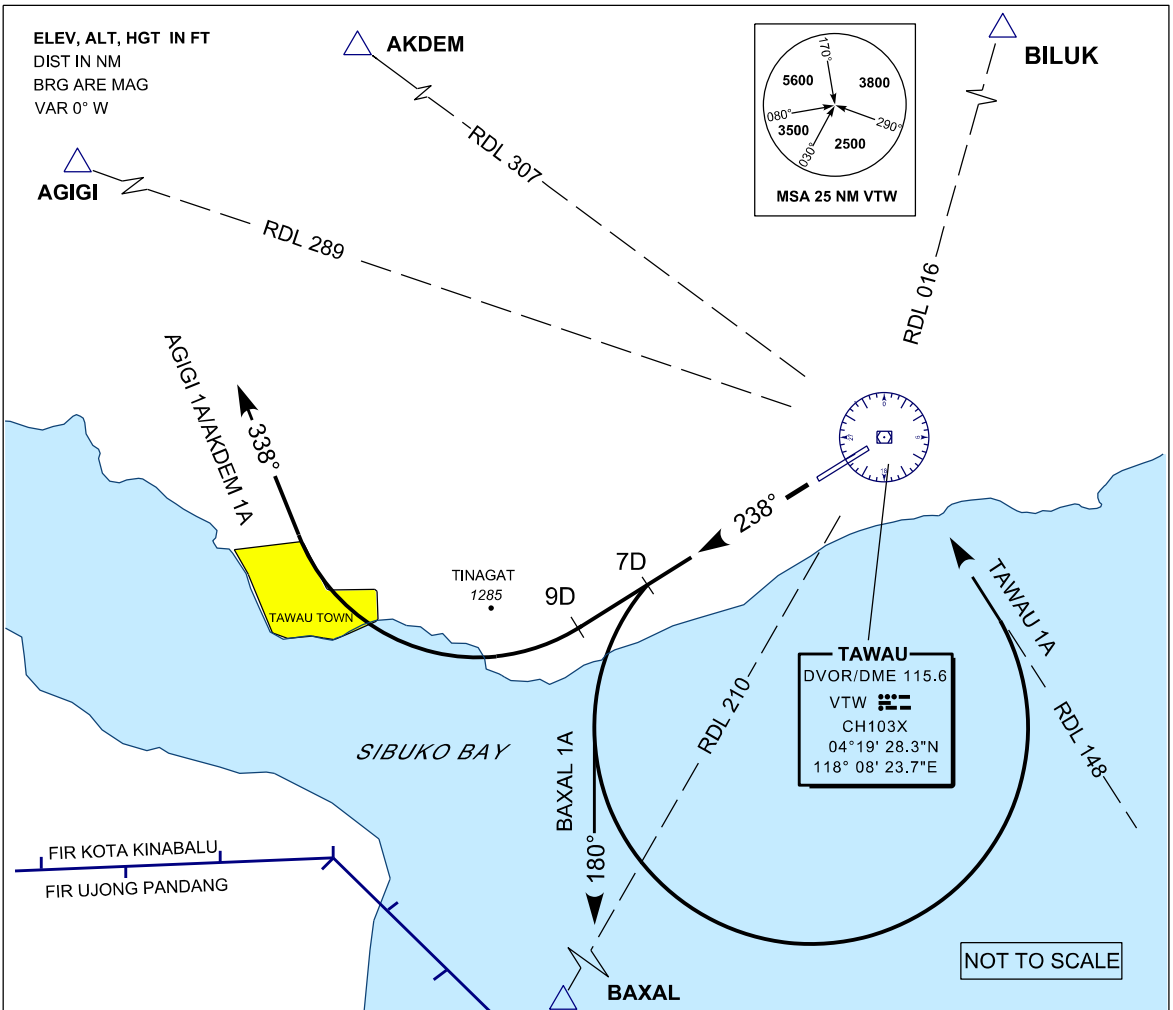 ELEV, ALT, HGT IN FT
DIST IN NM
BRG ARE MAG
VAR 0° W
AKDEM
BILUK
170°
5600
3800
080°
290°
3500
2500
030°
MSA 25 NM VTW
AGIGI
RDL 307
RDL 289
RDL 016
AGIGI 1A/AKDEM 1A
338°
0
9
18
27
238°
7D
9D
TINAGAT
1285
TAWAU TOWN
TAWAU 1A
TAWAU
DVOR/DME 115.6
VTW
CH103X
04°19' 28.3"N
118° 08' 23.7"E
RDL 210
RDL 148
SIBUKO BAY
BAXAL 1A
180°
FIR KOTA KINABALU
FIR UJONG PANDANG
BAXAL
NOT TO SCALE